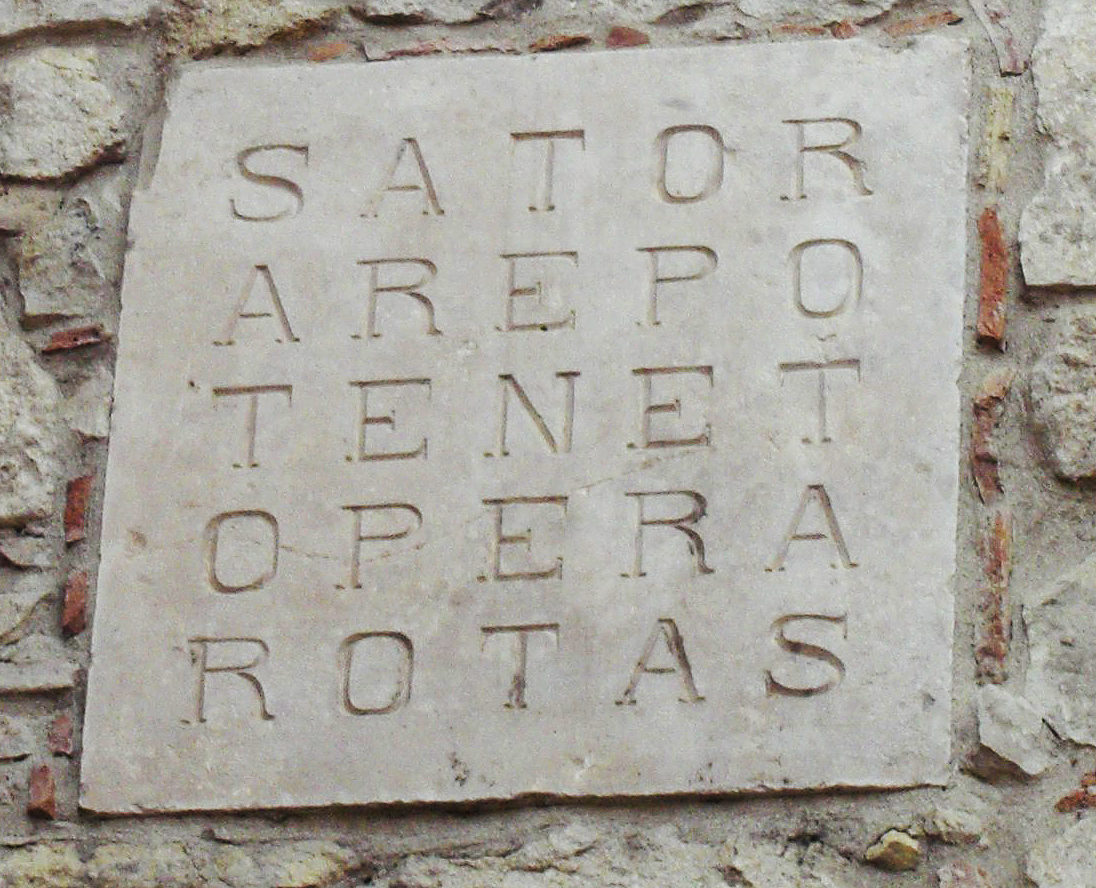 SATOR
AREPO
TENET
OPERA
ROTAS